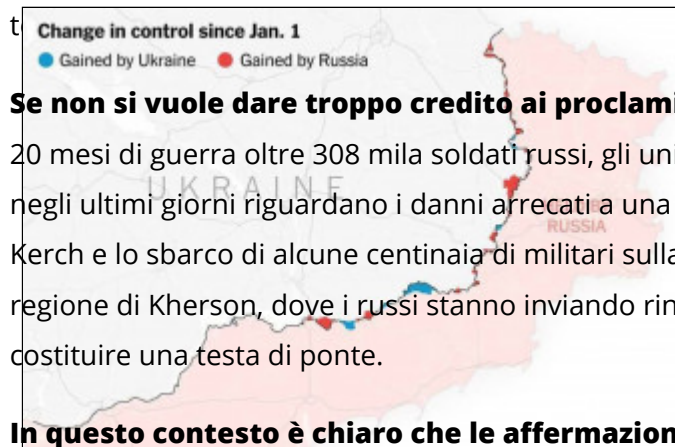 Change in control since Jan. 1
Gained by Ukraine Gained by Russia
Se non si vuole dare troppo credito ai proclami
20 mesi di guerra oltre 308 mila soldati russi, gli uni
UKRAINE
negli ultimi giorni riguardano i danni arrecati a una
RUSSIA
Kerch e lo sbarco di alcune centinaia di militari sulla
regione di Kherson, dove i russi stanno inviando rin
costituire una testa di ponte.
In questo contesto è chiaro che le affermazion